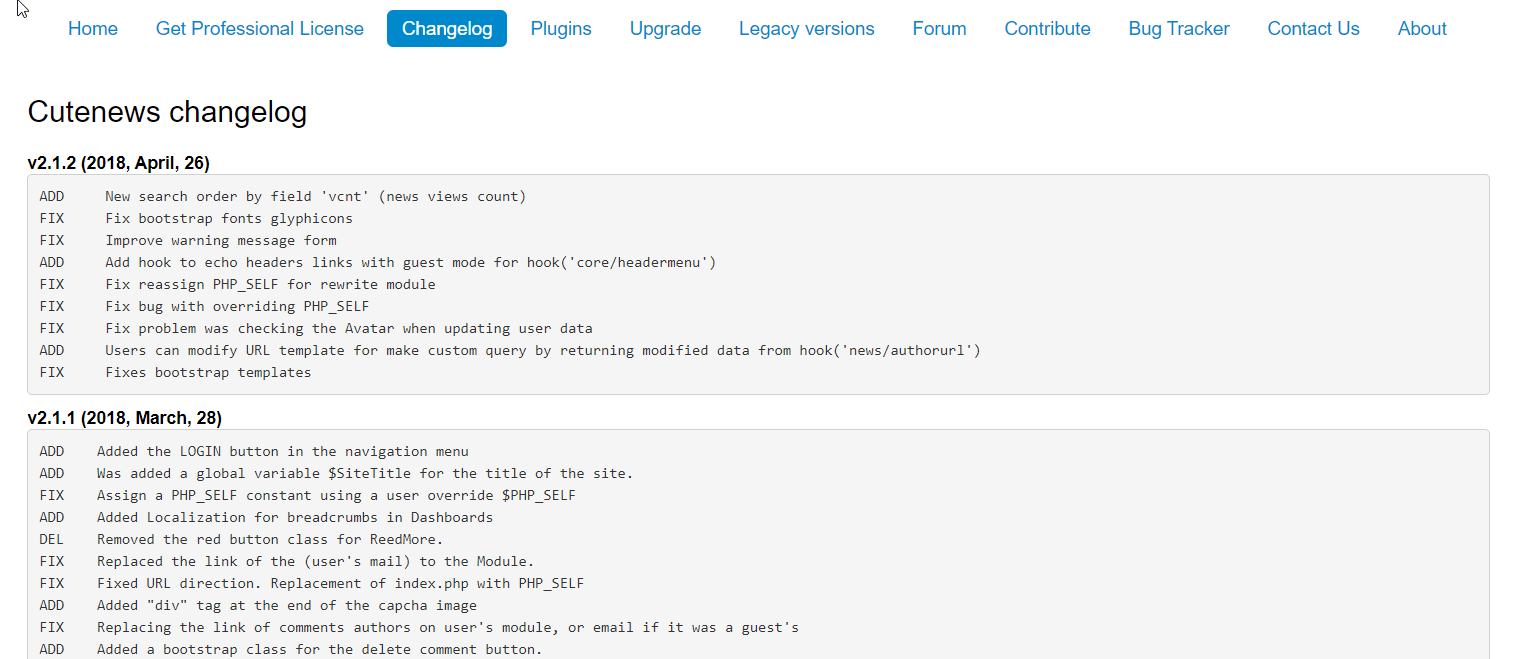 Home Get Professional License Changelog Plugins Upgrade Legacy versions Forum Contribute Bug Tracker Contact Us About
Cutenews changelog
v2.1.2 (2018, April, 26)
ADD New search order by field 'vcnt' (news views count)
FIX Fix bootstrap fonts glyphicons
FIX Improve warning message form
ADD Add hook to echo headers links with guest mode for hook('core/headermenu')
FIX Fix reassign PHP_SELF for rewrite module
FIX Fix bug with overriding PHP_SELF
FIX Fix problem was checking the Avatar when updating user data
ADD Users can modify URL template for make custom query by returning modified data from hook('news/authorurl')
FIX Fixes bootstrap templates
v2.1.1 (2018, March, 28)
ADD Added the LOGIN button in the navigation menu
ADD Was added a global variable $SiteTitle for the title of the site.
FIX Assign a PHP_SELF constant using a user override $PHP_SELF
ADD Added Localization for breadcrumbs in Dashboards
DEL Removed the red button class for ReedMore.
FIX Replaced the link of the (user's mail) to the Module.
FIX Fixed URL direction. Replacement of index.php with PHP_SELF
ADD Added "div" tag at the end of the capcha image
FIX Replacing the link of comments authors on user's module, or email if it was a guest's
ADD Added a bootstrap class for the delete comment button.